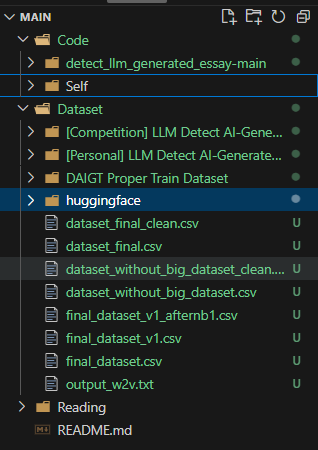 MAIN
Code
detect_llm_generated_essay-main
Self
Dataset
[Competition] LLM Detect AI-Gene...
[Personal] LLM Detect AI-Generate...
DAIGT Proper Train Dataset
huggingface
dataset_final_clean.csv U
dataset_final.csv U
dataset_without_big_dataset_clean.... U
dataset_without_big_dataset.csv U
final_dataset_v1_afternb1.csv U
final_dataset_v1.csv U
final_dataset.csv U
output_w2v.txt U
Reading
README.md